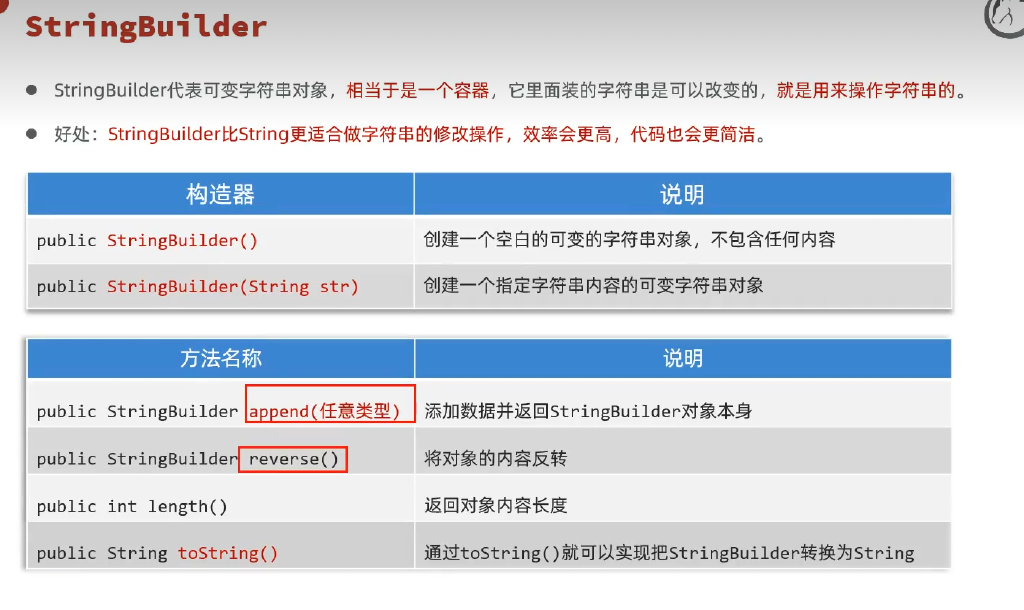 StringBuilder
StringBuilder代表可变字符串对象，相当于是一个容器，它里面装的字符串是可以改变的，就是用来操作字符串的。
好处：StringBuilder比String更适合做字符串的修改操作，效率会更高，代码也会更简洁。
构造器 说明
public StringBuilder() 创建一个空白的可变的字符串对象，不包含任何内容
public StringBuilder(String str) 创建一个指定字符串内容的可变字符串对象
方法名称 说明
public StringBuilder append(任意类型) 添加数据并返回StringBuilder对象本身
public StringBuilder reverse() 将对象的内容反转
public int length() 返回对象内容长度
public String toString() 通过toString()就可以实现把StringBuilder转换为String